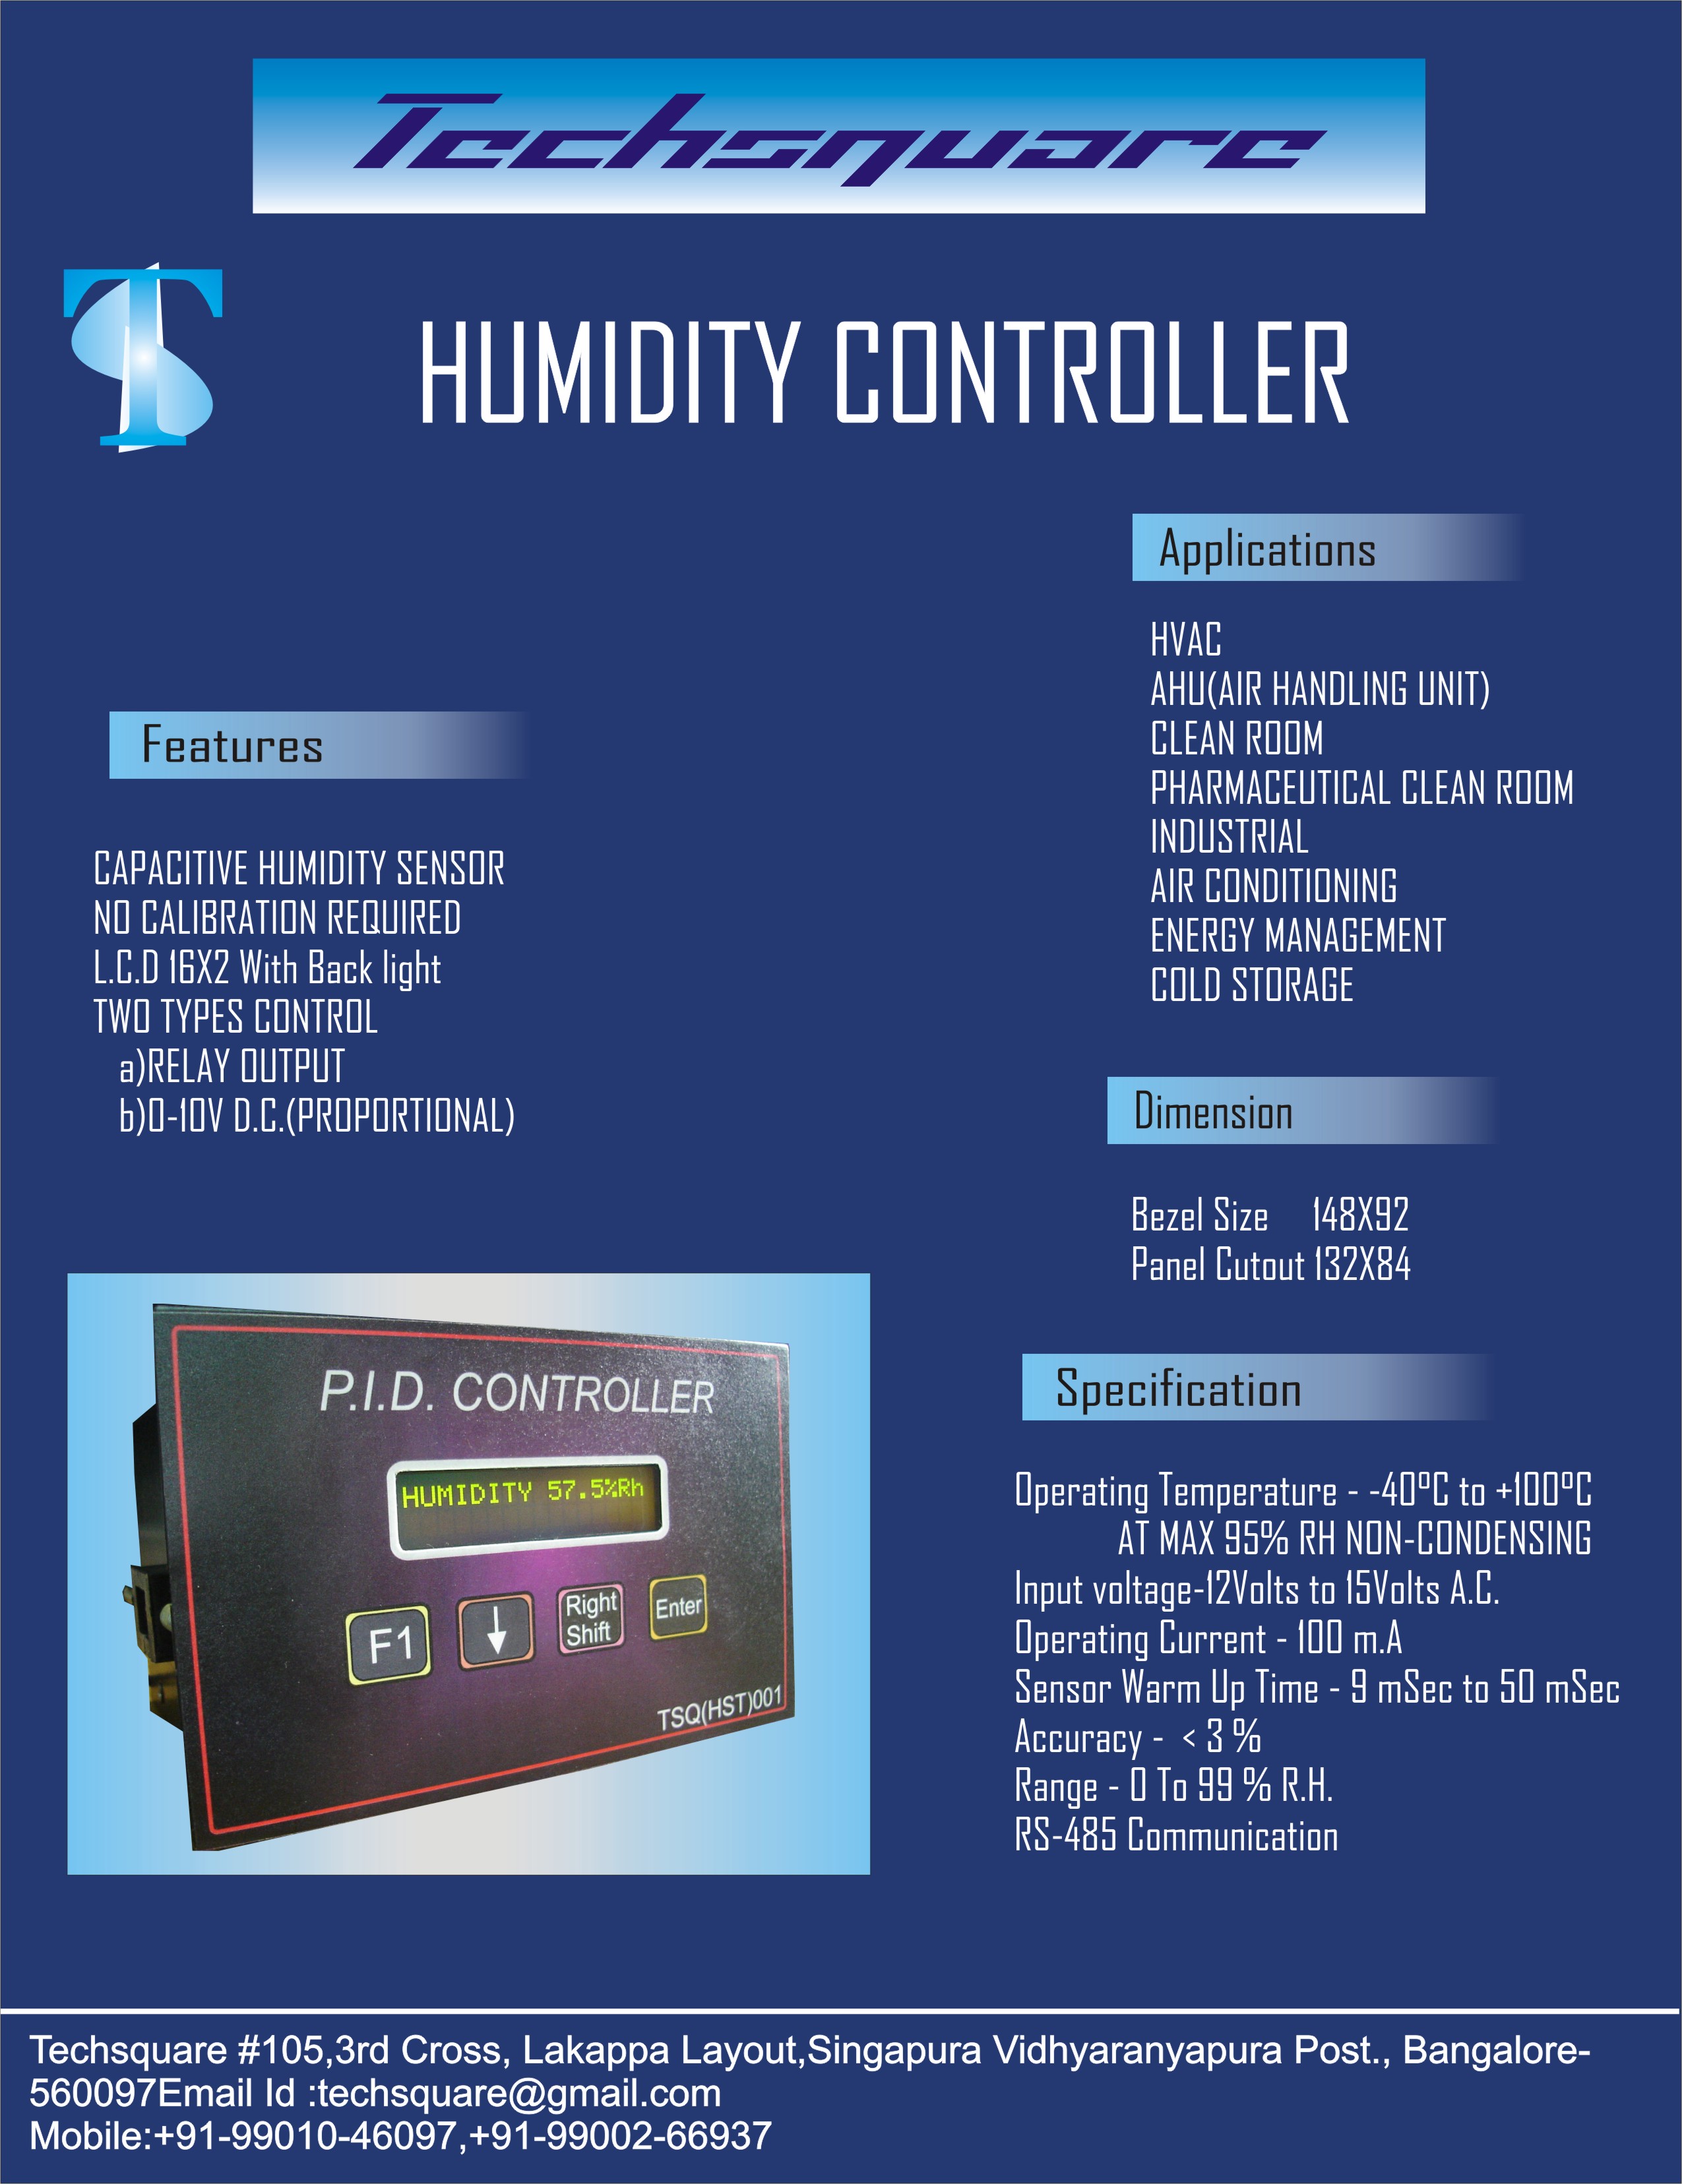 Techsquare
TS
HUMIDITY CONTROLLER
Features
CAPACITIVE HUMIDITY SENSOR
NO CALIBRATION REQUIRED
L.C.D 16X2 With Back light
TWO TYPES CONTROL
a)RELAY OUTPUT
b)0-10V D.C.(PROPORTIONAL)
Applications
HVAC
AHU(AIR HANDLING UNIT)
CLEAN ROOM
PHARMACEUTICAL CLEAN ROOM
INDUSTRIAL
AIR CONDITIONING
ENERGY MANAGEMENT
COLD STORAGE
Dimension
Bezel Size 148X92
Panel Cutout 132X84
P.I.D. CONTROLLER
HUMIDITY 57.5%Rh
F1
↓
Right
Shift
Enter
TSQ(HST)001
Specification
Operating Temperature - -40ºC to +100ºC
AT MAX 95% RH NON-CONDENSING
Input voltage-12Volts to 15Volts A.C.
Operating Current - 100 m.A
Sensor Warm Up Time - 9 mSec to 50 mSec
Accuracy - < 3 %
Range - 0 To 99 % R.H.
RS-485 Communication
Techsquare #105,3rd Cross, Lakappa Layout,Singapura Vidhyaranyapura Post., Bangalore-
560097Email Id :techsquare@gmail.com
Mobile:+91-99010-46097,+91-99002-66937